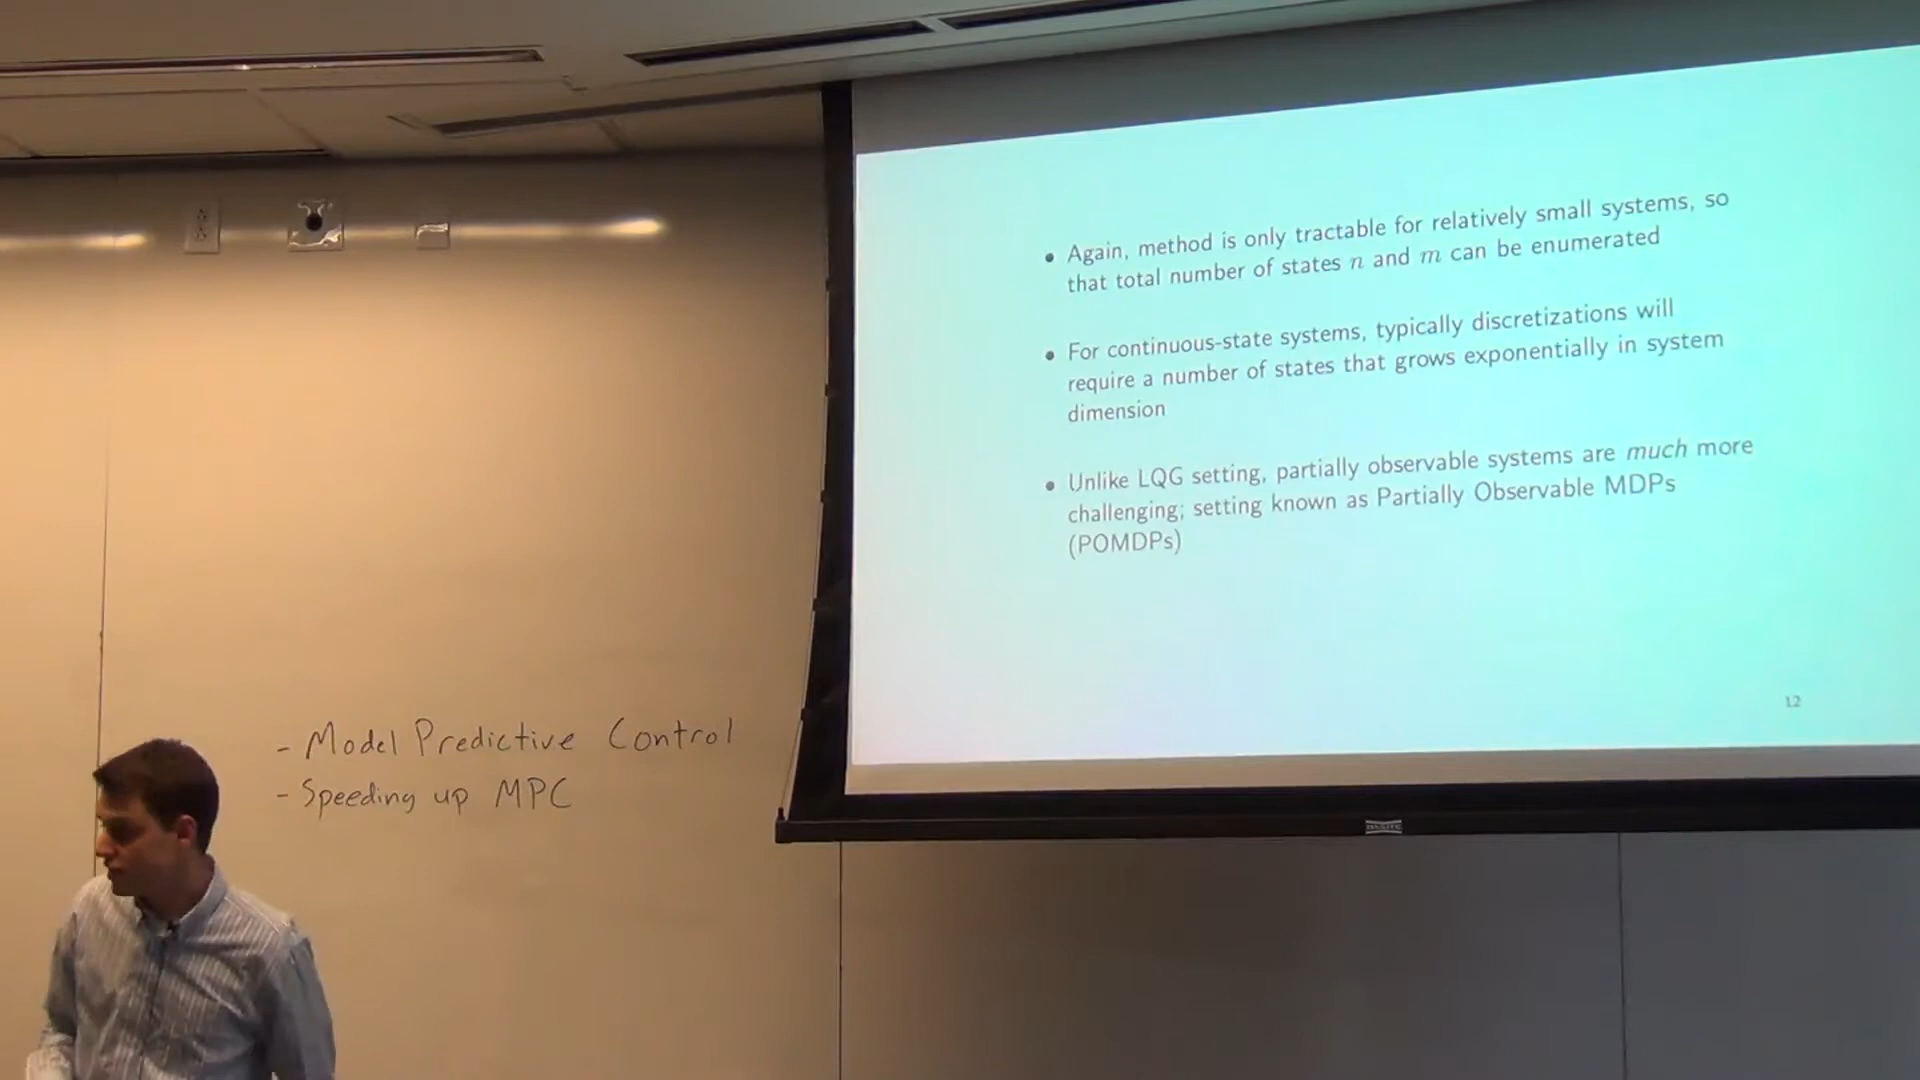 • Again, method is only tractable for relatively small systems, so
that total number of states n and m can be enumerated
• For continuous-state systems, typically discretizations will
require a number of states that grows exponentially in system
dimension
• Unlike LQG setting, partially observable systems are much more
challenging; setting known as Partially Observable MDPs
(POMDPs)
12
- Model Predictive Control
- Speeding up MPC